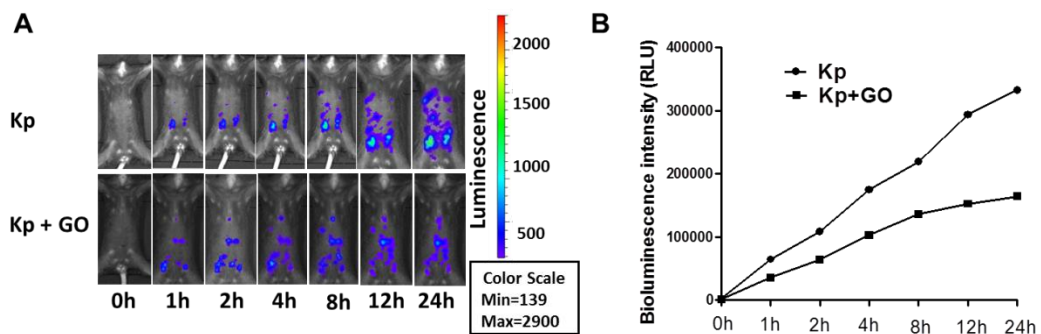 A
Kp
Kp + GO
0h 1h 2h 4h 8h 12h 24h
Luminescence
2000
1500
1000
500
Color Scale
Min=139
Max=2900
B
Bioluminescence intensity (RLU)
400000
300000
200000
100000
0
Kp
Kp+GO
0h 1h 2h 4h 8h 12h 24h